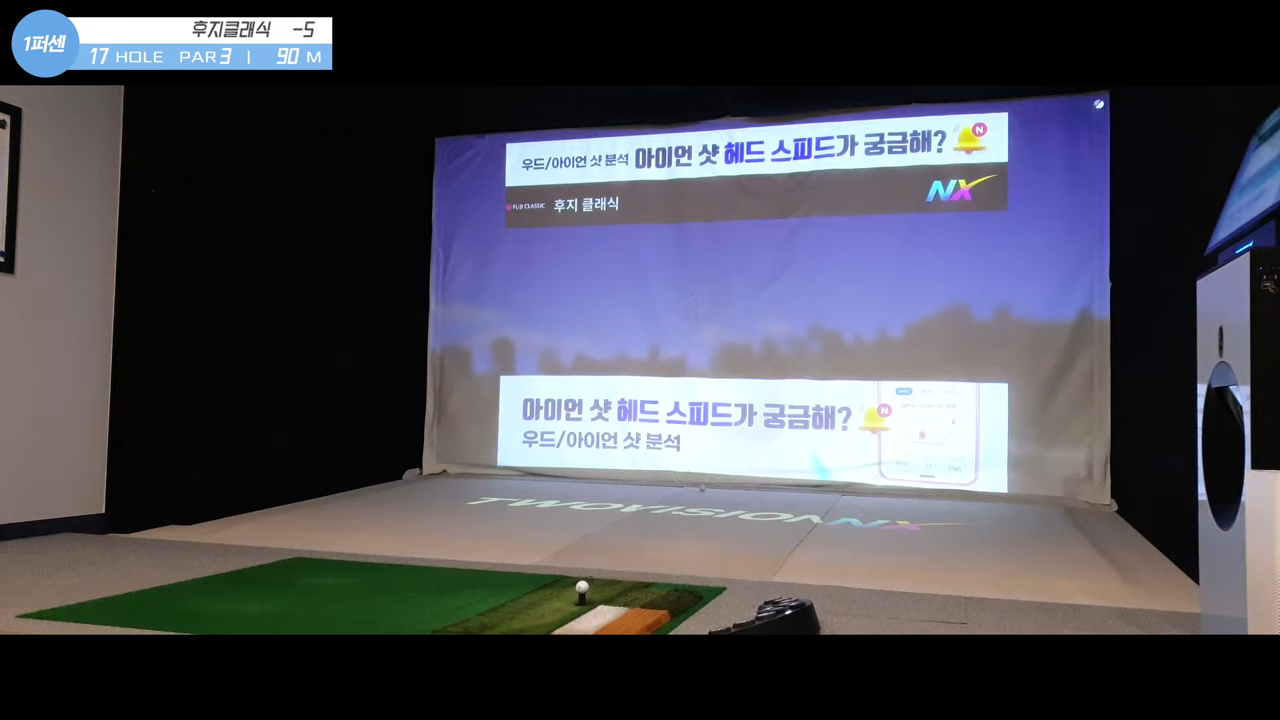 후지클래식 -5
1퍼센
17 HOLE PAR 3 | 90 M
우드/아이언 샷 분석 아이언 샷 헤드 스피드가 궁금해? N
FUJI CLASSIC 후지 클래식
NX
아이언 샷 헤드 스피드가 궁금해? N
우드/아이언 샷 분석
TWOVISION NX